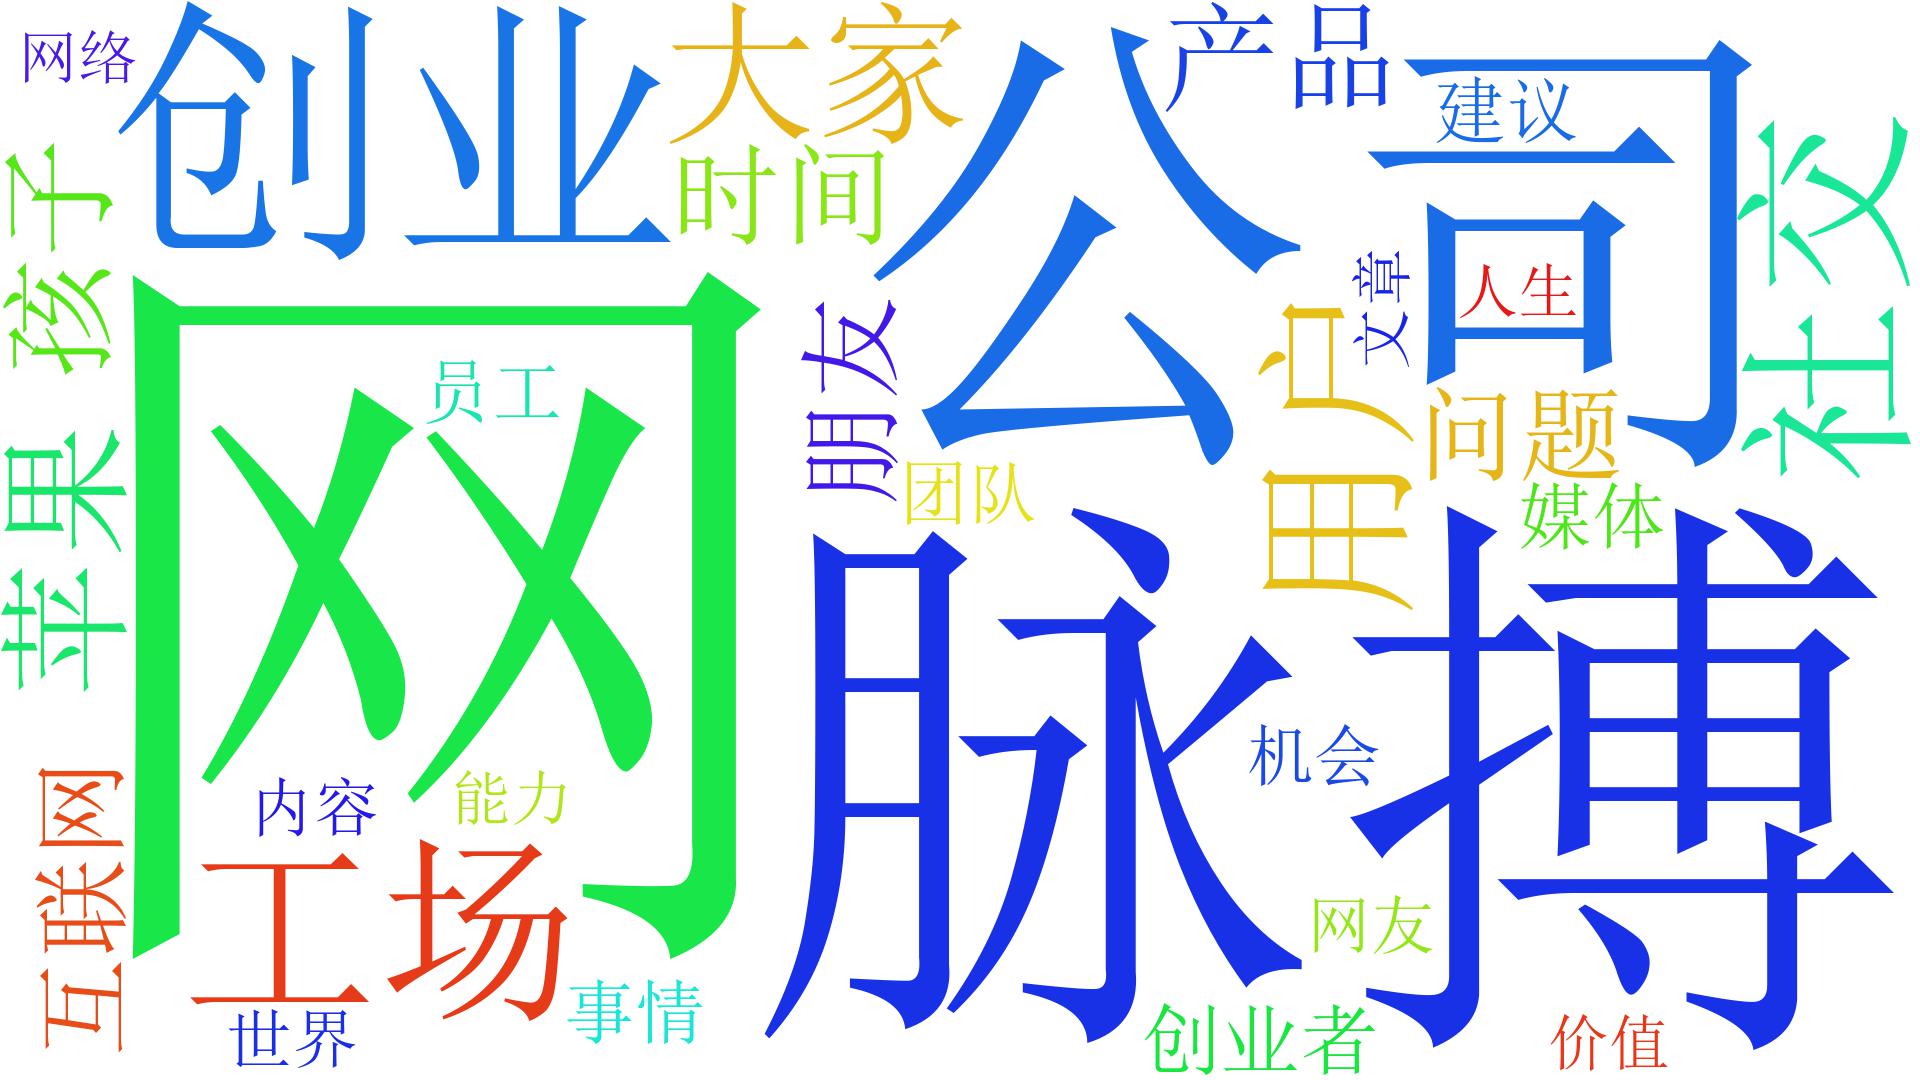 网络
创业
大家
产品
公司
建议
社交
时间
孩子
人生
文章
朋友
用户
网
员工
问题
苹果
团队
媒体
脉搏
机会
互联网
内容
能力
工场
网友
事情
世界
创业者
价值